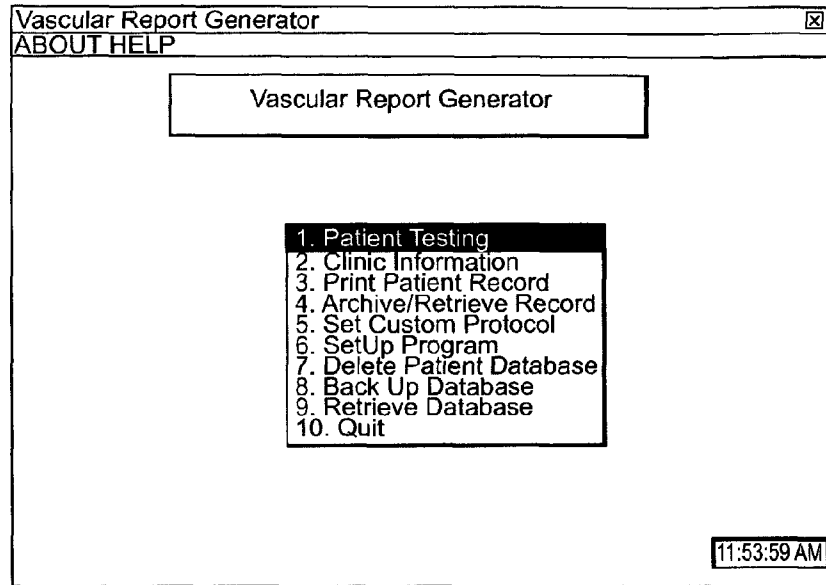 Vascular Report Generator
ABOUT HELP
Vascular Report Generator
1. Patient Testing
2. Clinic Information
3. Print Patient Record
4. Archive/Retrieve Record
5. Set Custom Protocol
6. SetUp Program
7. Delete Patient Database
8. Back Up Database
9. Retrieve Database
10. Quit
11:53:59 AM